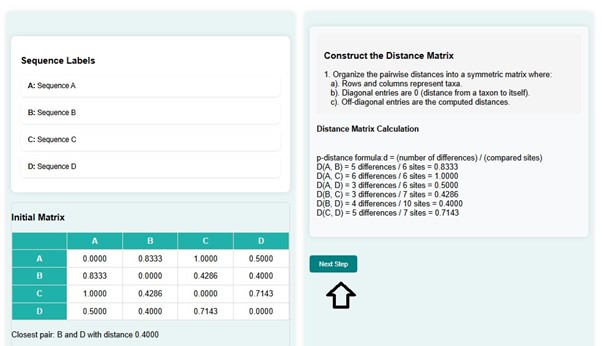 Sequence Labels
A: Sequence A
B: Sequence B
C: Sequence C
D: Sequence D
Initial Matrix
A B C D
A 0.0000 0.8333 1.0000 0.5000
B 0.8333 0.0000 0.4286 0.4000
C 1.0000 0.4286 0.0000 0.7143
D 0.5000 0.4000 0.7143 0.0000
Closest pair: B and D with distance 0.4000
Construct the Distance Matrix
1. Organize the pairwise distances into a symmetric matrix where:
a). Rows and columns represent taxa.
b). Diagonal entries are 0 (distance from a taxon to itself).
c). Off-diagonal entries are the computed distances.
Distance Matrix Calculation
p-distance formula:d = (number of differences) / (compared sites)
D(A, B) = 5 differences / 6 sites = 0.8333
D(A, C) = 6 differences / 6 sites = 1.0000
D(A, D) = 3 differences / 6 sites = 0.5000
D(B, C) = 3 differences / 7 sites = 0.4286
D(B, D) = 4 differences / 10 sites = 0.4000
D(C, D) = 5 differences / 7 sites = 0.7143
Next Step